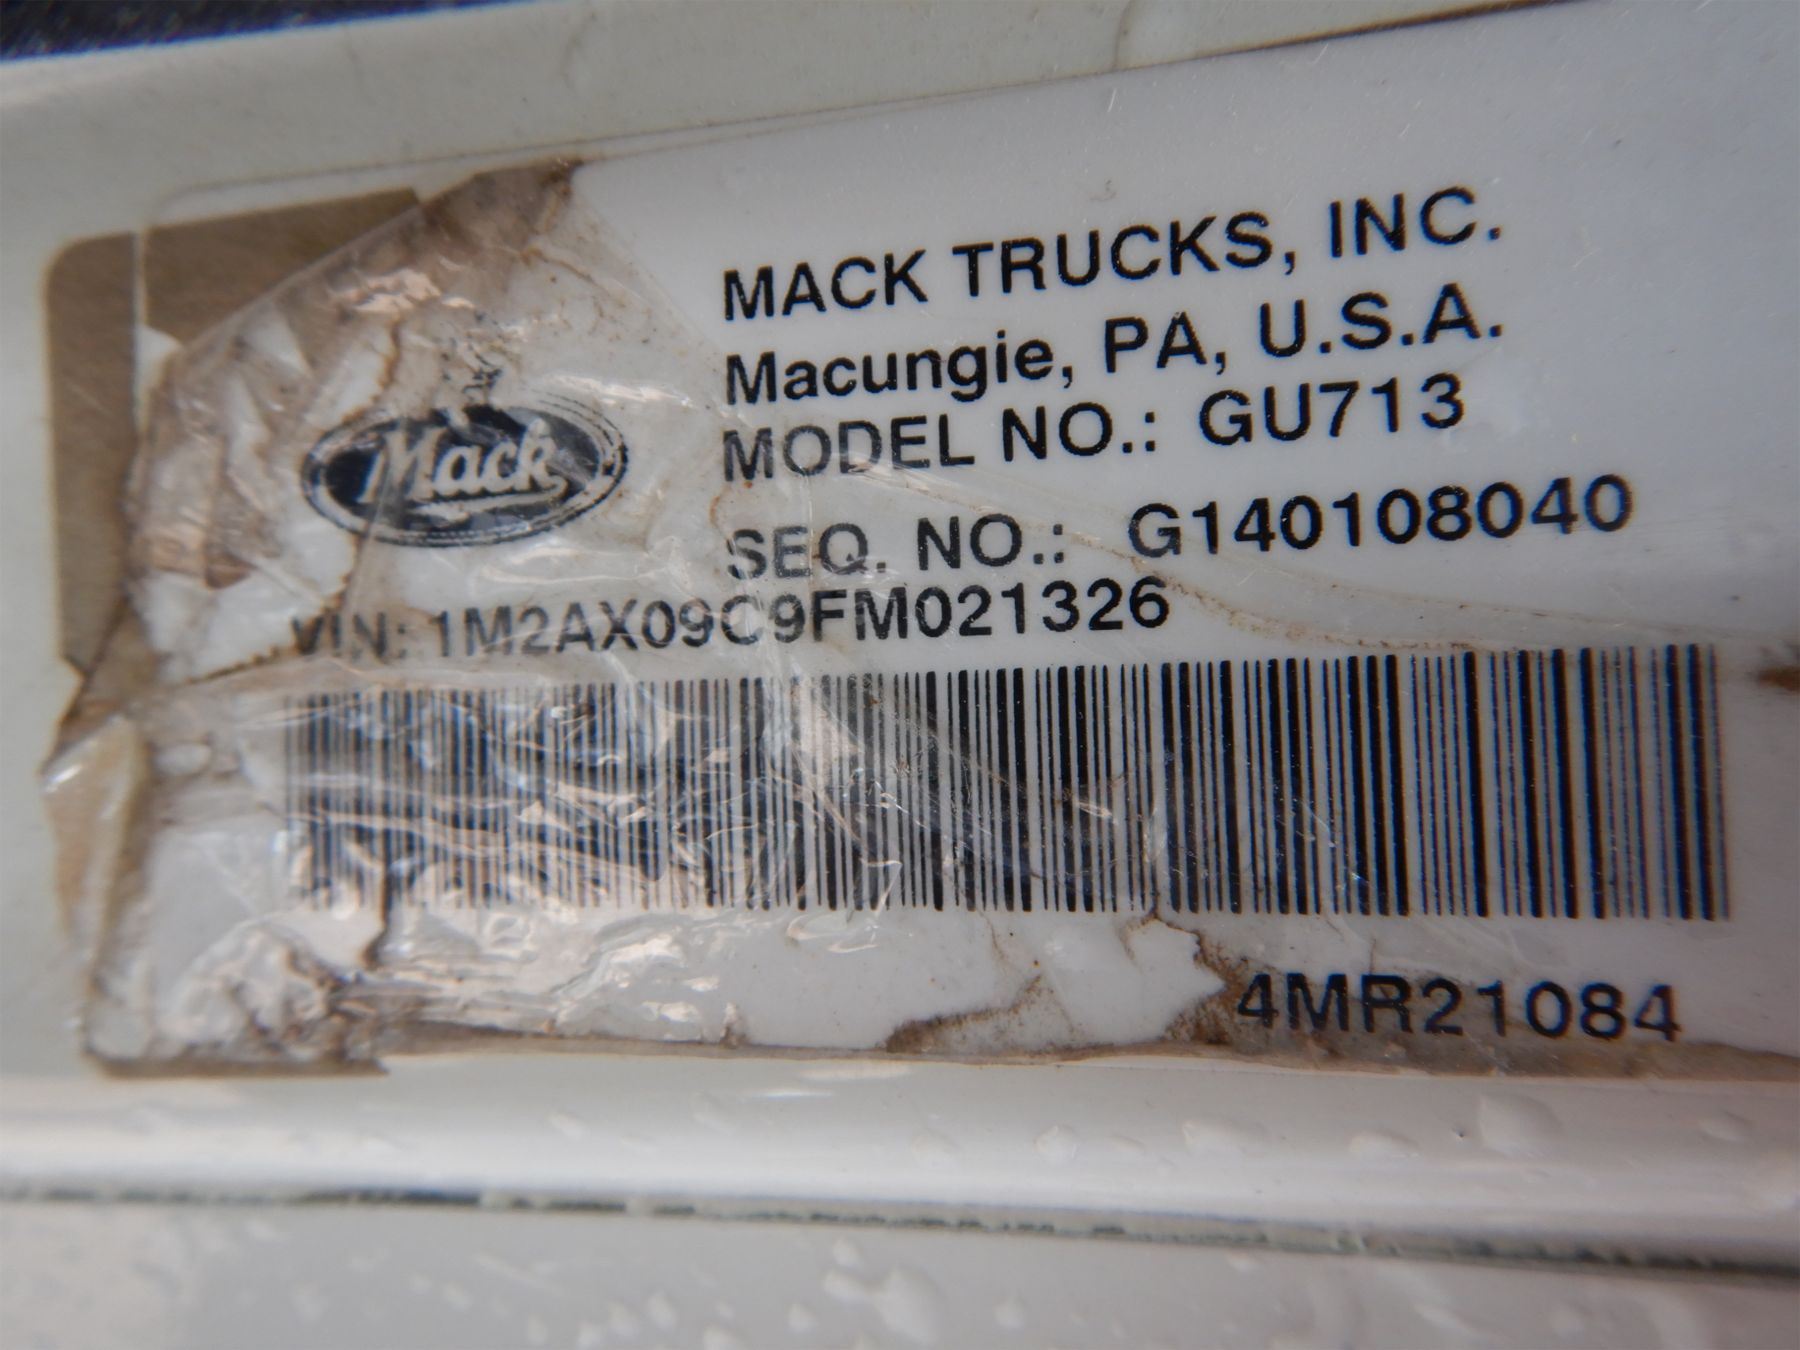 MACK TRUCKS, INC.
Macungie, PA, U.S.A.
MODEL NO.: GU713
Mack
SEQ. NO.: G140108040
VIN: 1M2AX09C9FM021326
4MR21084